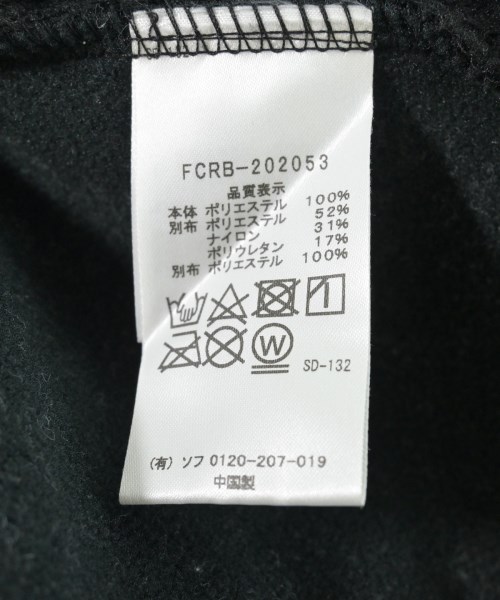 FCRB-202053
品質表示
本体 ポリエステル 100%
別布 ポリエステル 52%
ナイロン 31%
ポリウレタン 17%
別布 ポリエステル 100%
W
SD-132
(有) ソフ 0120-207-019
中国製